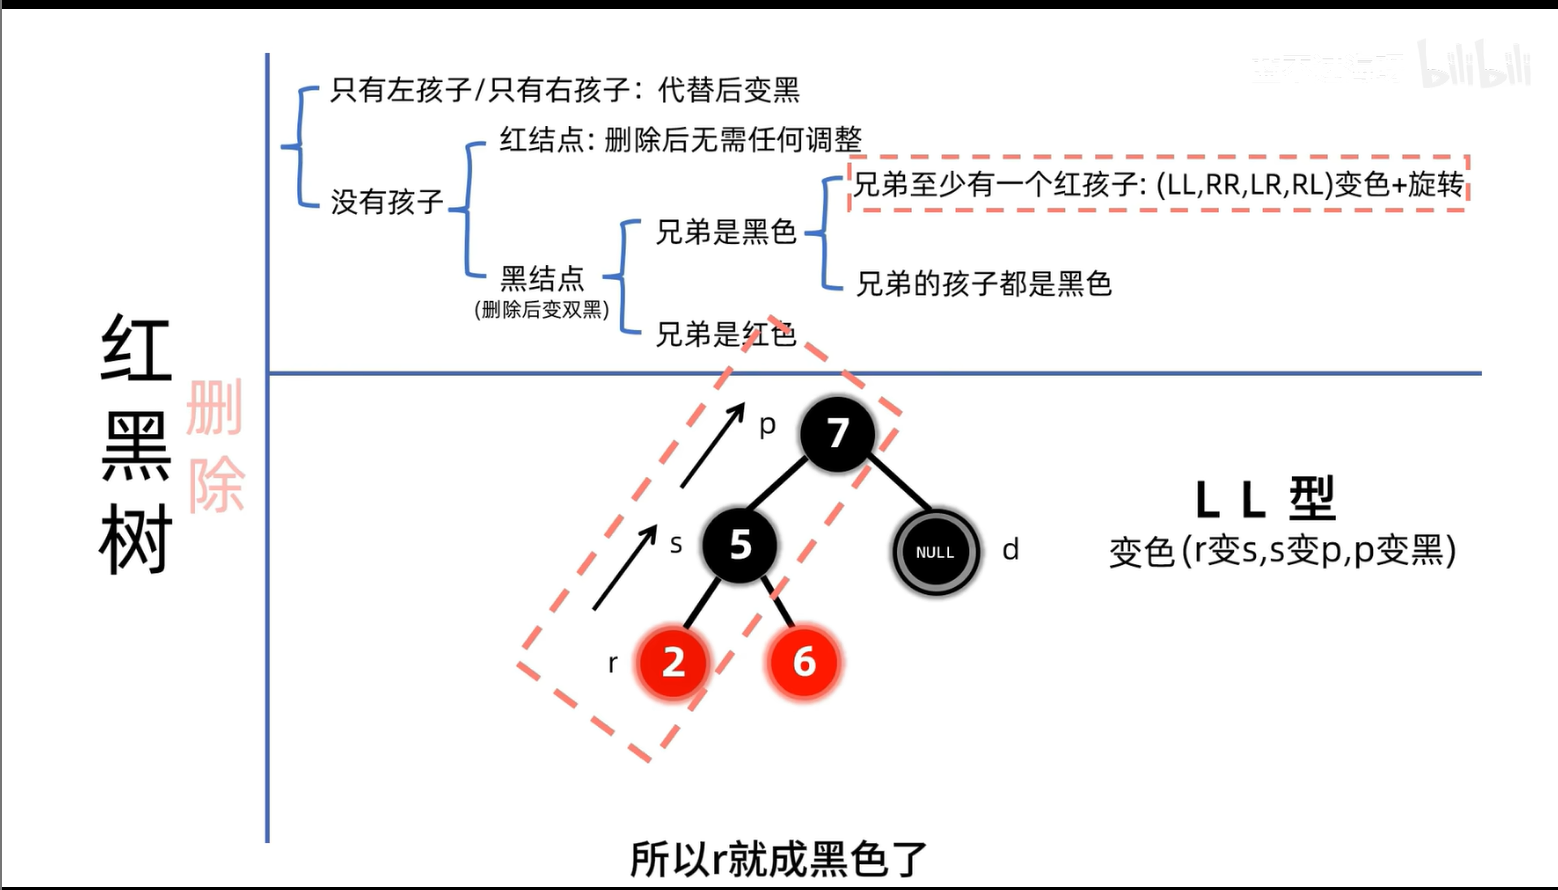 bilibili
只有左孩子/只有右孩子：代替后变黑
红结点：删除后无需任何调整
兄弟至少有一个红孩子: (LL,RR,LR,RL)变色+旋转
没有孩子
兄弟是黑色
黑结点
(删除后变双黑)
兄弟的孩子都是黑色
兄弟是红色
红黑树
删除
p
7
s
5
NULL
d
r
2
6
LL型
变色(r变s,s变p,p变黑)
所以r就成黑色了